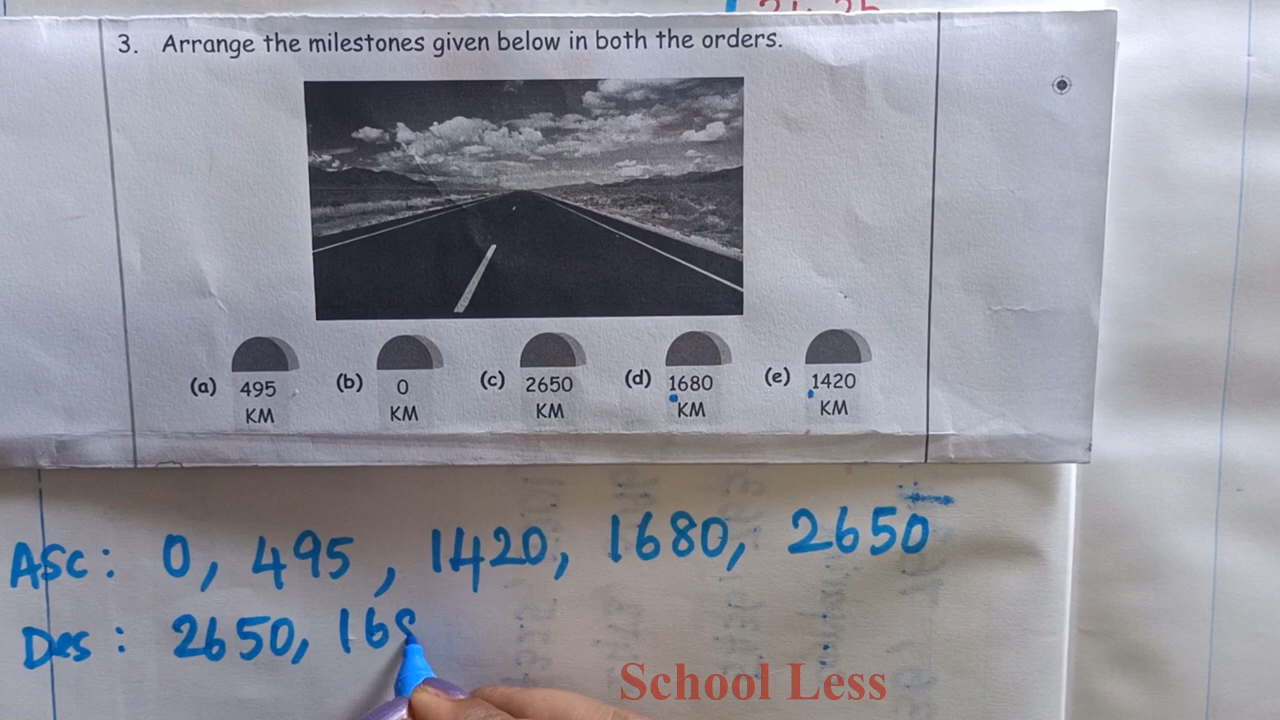 3. Arrange the milestones given below in both the orders.
(a) 495 KM (b) 0 KM (c) 2650 KM (d) 1680 KM (e) 1420 KM
Asc: 0, 495, 1420, 1680, 2650
Des: 2650, 168
School Less